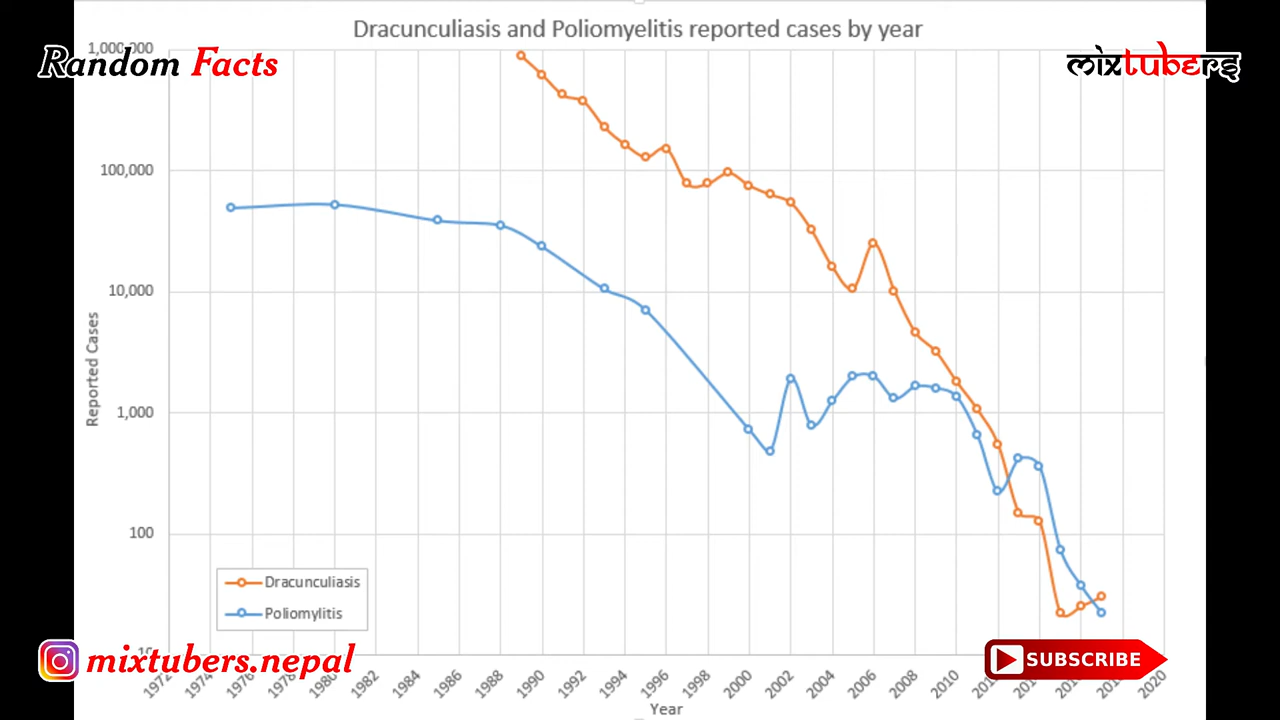 Dracunculiasis and Poliomyelitis reported cases by year
Random Facts
MIXTUBERS
1,000,000
100,000
10,000
1,000
100
10
Reported Cases
Dracunculiasis
Poliomylitis
mixtubers.nepal
SUBSCRIBE
1972 1974 1976 1978 1980 1982 1984 1986 1988 1990 1992 1994 1996 1998 2000 2002 2004 2006 2008 2010 2020
Year